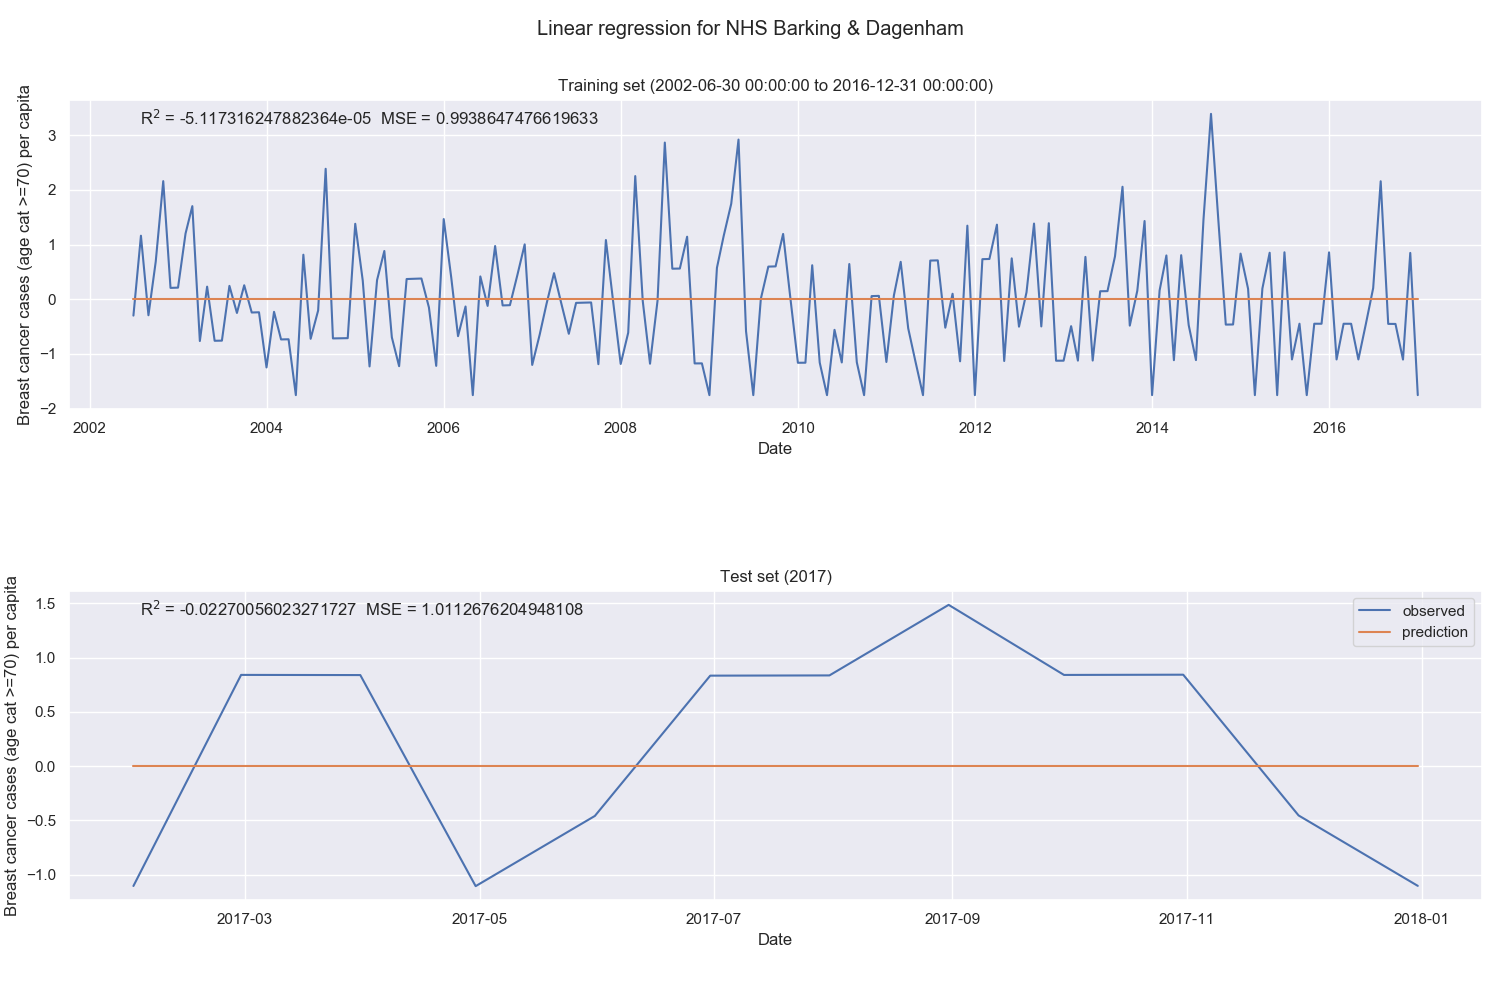 Linear regression for NHS Barking & Dagenham
Training set (2002-06-30 00:00:00 to 2016-12-31 00:00:00)
R² = -5.117316247882364e-05 MSE = 0.9938647476619633
Breast cancer cases (age cat >=70) per capita
3
2
1
0
−1
−2
2002 2004 2006 2008 2010 2012 2014 2016
Date
Test set (2017)
R² = -0.02270056023271727 MSE = 1.0112676204948108
observed
prediction
Breast cancer cases (age cat >=70) per capita
1.5
1.0
0.5
0.0
−0.5
−1.0
2017-03 2017-05 2017-07 2017-09 2017-11 2018-01
Date